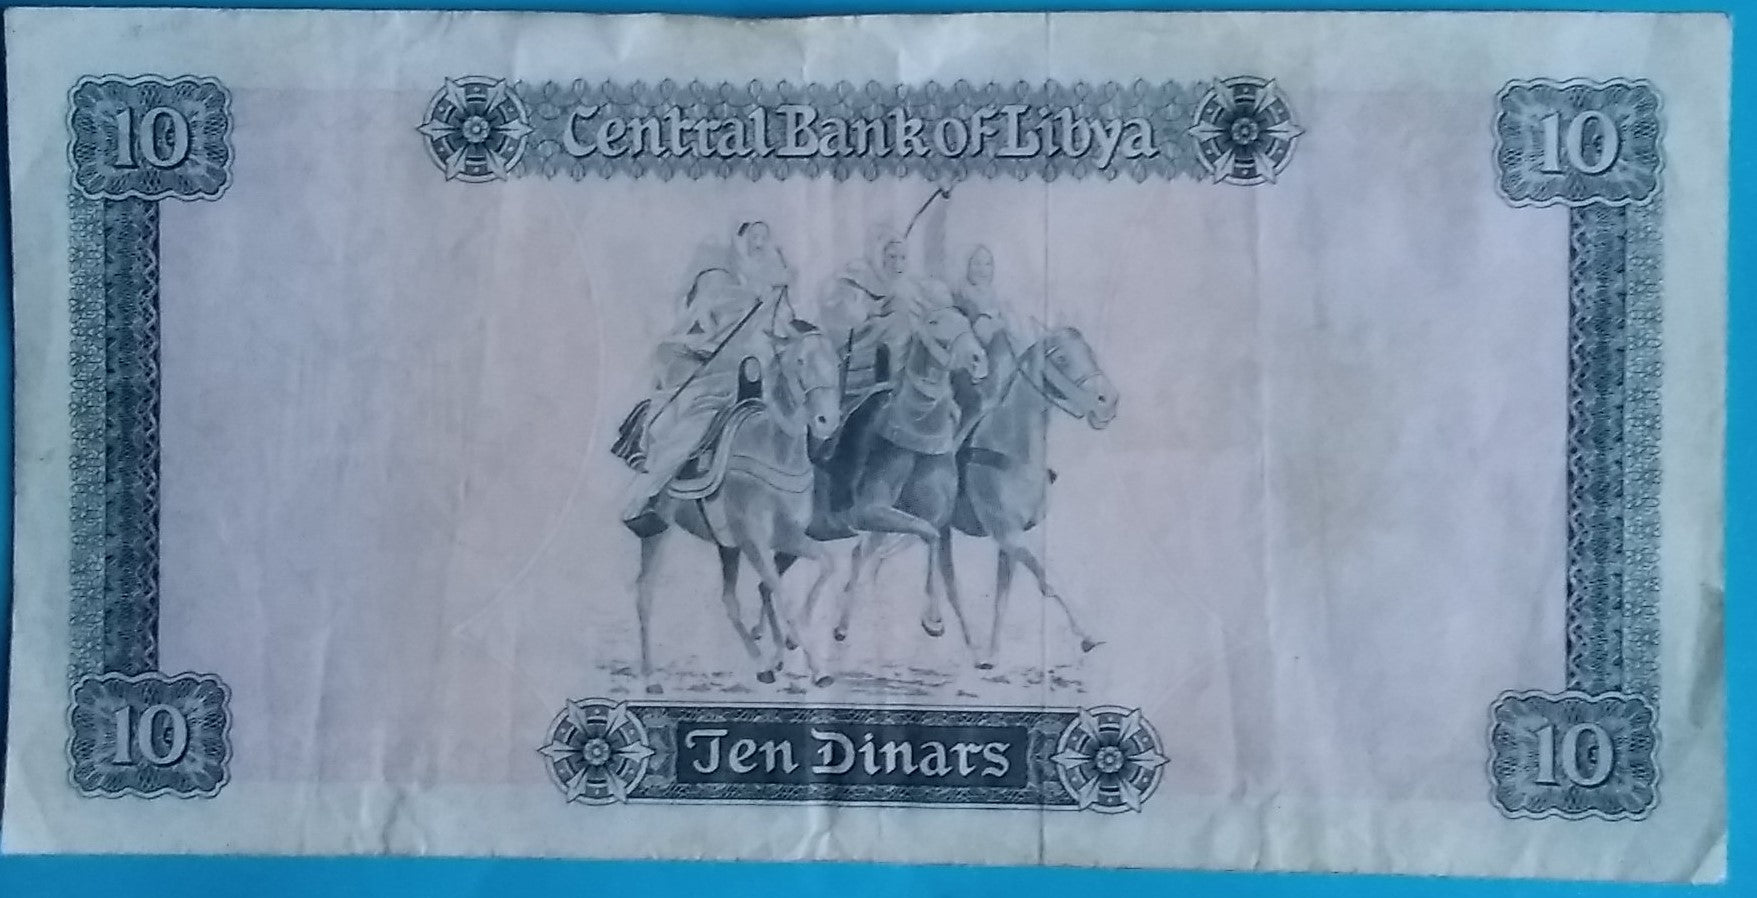 10 Central Bank of Libya 10
10 Ten Dinars 10